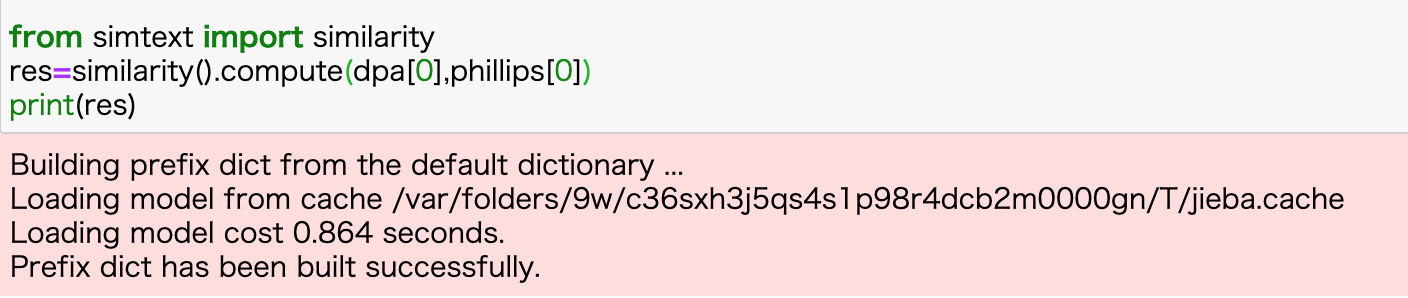 from simtext import similarity
res=similarity().compute(dpa[0],phillips[0])
print(res)
Building prefix dict from the default dictionary ...
Loading model from cache /var/folders/9w/c36sxh3j5qs4s1p98r4dcb2m0000gn/T/jieba.cache
Loading model cost 0.864 seconds.
Prefix dict has been built successfully.